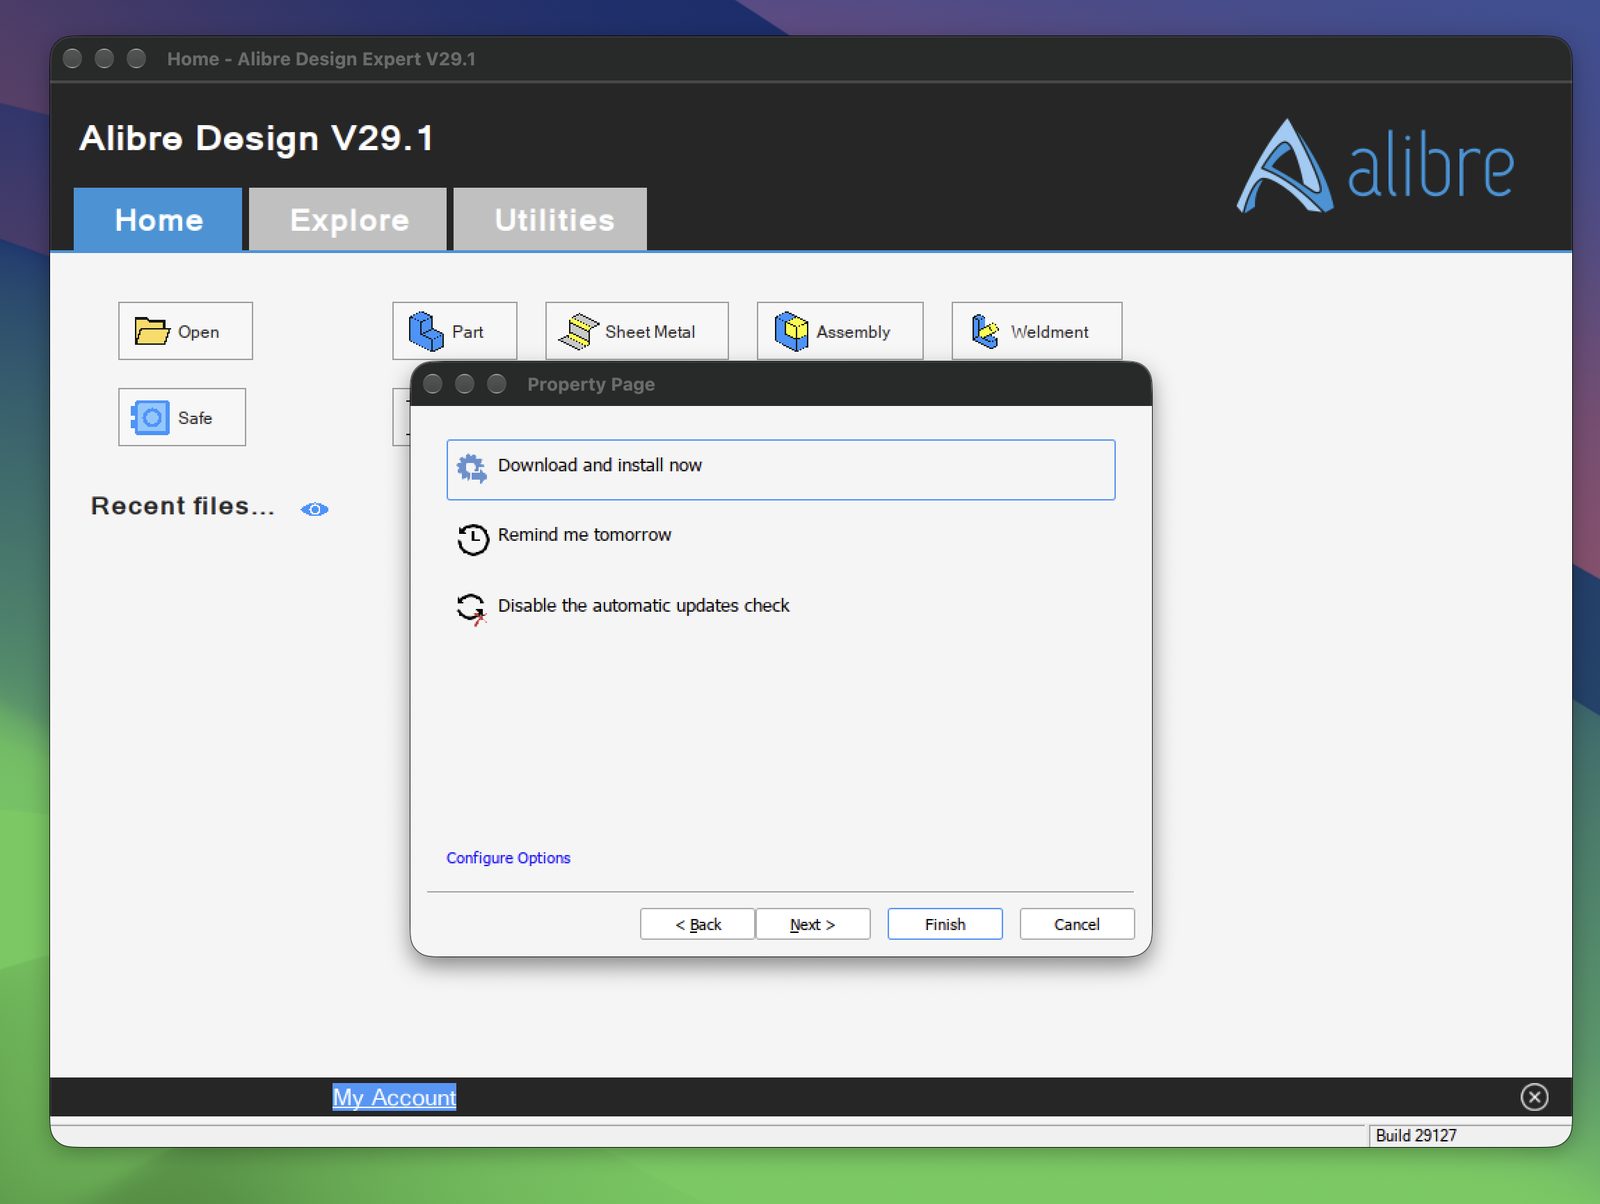 Home - Alibre Design Expert V29.1
Alibre Design V29.1
alibre
Home
Explore
Utilities
Open
Part
Sheet Metal
Assembly
Weldment
Safe
Recent files...
Property Page
Download and install now
Remind me tomorrow
Disable the automatic updates check
Configure Options
< Back
Next >
Finish
Cancel
My Account
Build 29127